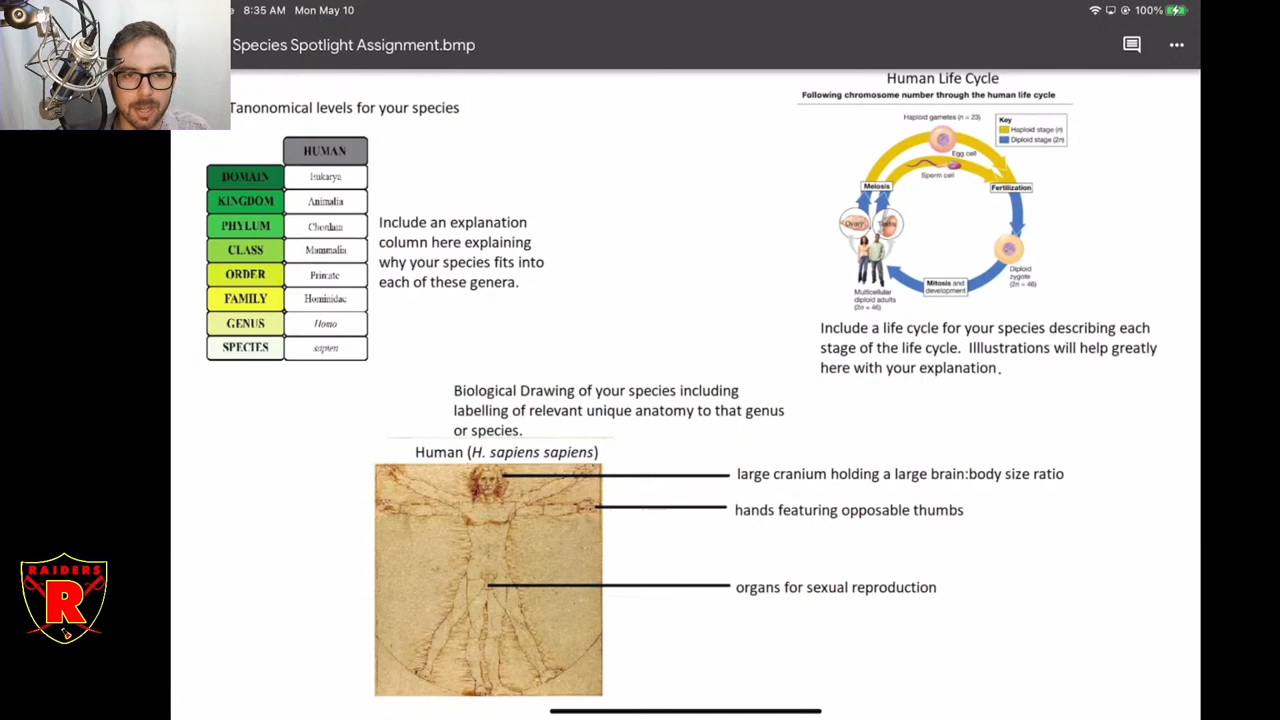 8:35 AM Mon May 10
100%
Species Spotlight Assignment.bmp
Tanonomical levels for your species
HUMAN
DOMAIN Eukarya
KINGDOM Animalia
PHYLUM Chordata
CLASS Mammalia
ORDER Primate
FAMILY Hominidae
GENUS Homo
SPECIES sapien
Include an explanation
column here explaining
why your species fits into
each of these genera.
Human Life Cycle
Following chromosome number through the human life cycle
Haploid gametes (n = 23)
Key
Haploid stage (n)
Diploid stage (2n)
Egg cell
Sperm cell
Meiosis
Fertilization
Ovary
Testis
Diploid
zygote
(2n = 46)
Mitosis and
development
Multicellular
diploid adults
(2n = 46)
Include a life cycle for your species describing each
stage of the life cycle. Illlustrations will help greatly
here with your explanation.
Biological Drawing of your species including
labelling of relevant unique anatomy to that genus
or species.
Human (H. sapiens sapiens)
large cranium holding a large brain:body size ratio
hands featuring opposable thumbs
organs for sexual reproduction
RAIDERS
R